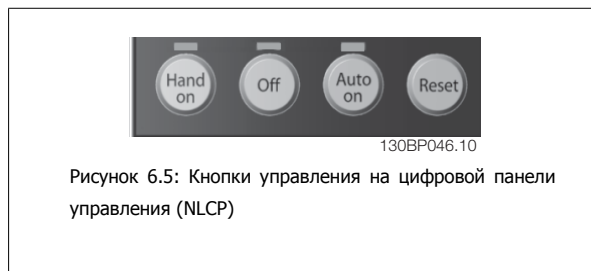 Hand on
Off
Auto on
Reset
130BP046.10
Рисунок 6.5: Кнопки управления на цифровой панели
управления (NLCP)